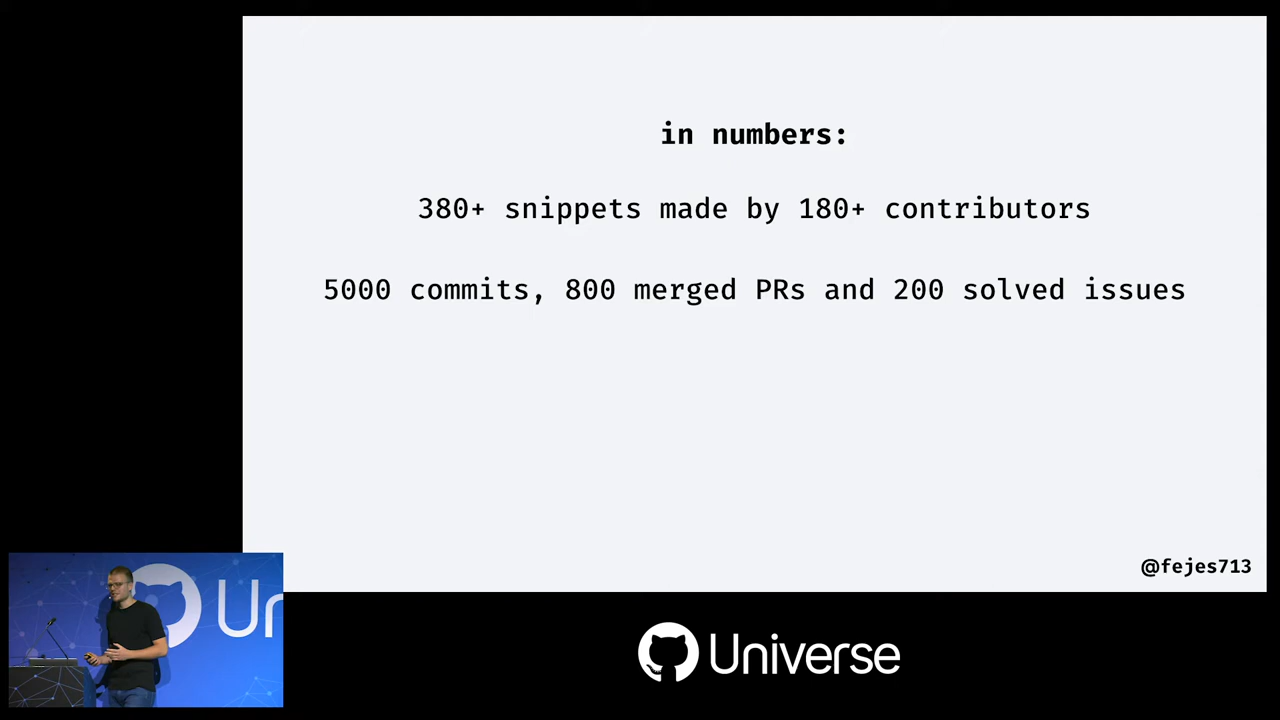 in numbers:
380+ snippets made by 180+ contributors
5000 commits, 800 merged PRs and 200 solved issues
@fejes713
Un
Universe